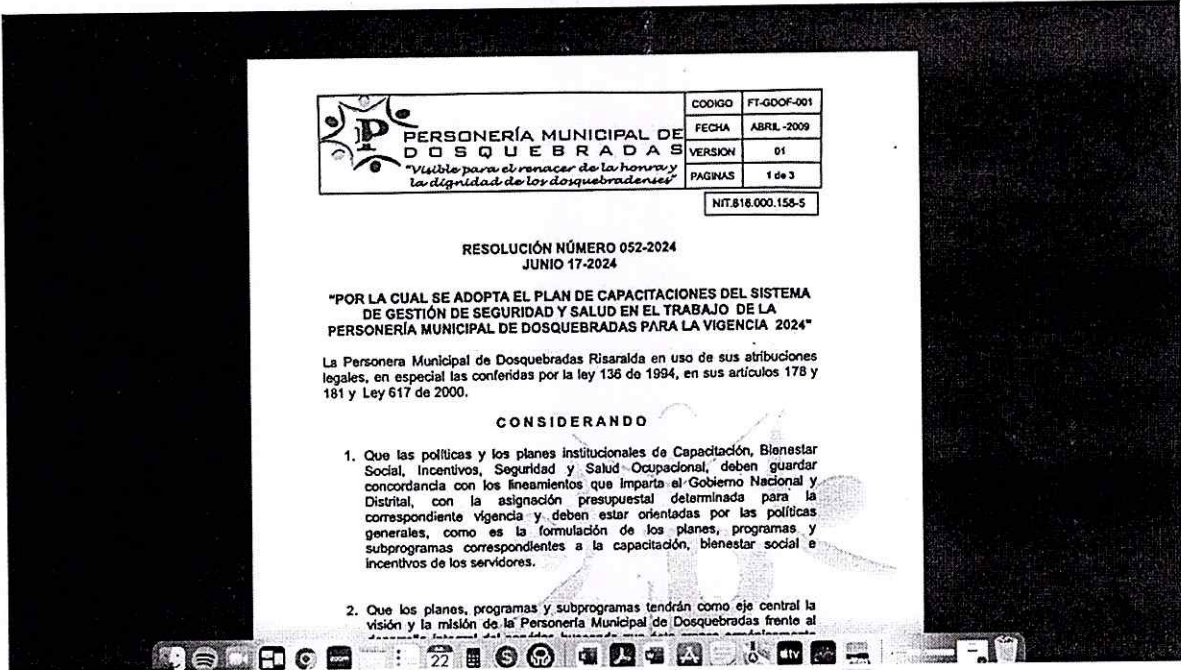 PERSONERÍA MUNICIPAL DE
DOSQUEBRADAS
"Visible para el renacer de la honra y
la dignidad de los dosquebradenses"
CODIGO FT-GDOF-001
FECHA ABRIL -2009
VERSION 01
PAGINAS 1 de 3
NIT.816.000.158-5
RESOLUCIÓN NÚMERO 052-2024
JUNIO 17-2024
"POR LA CUAL SE ADOPTA EL PLAN DE CAPACITACIONES DEL SISTEMA
DE GESTIÓN DE SEGURIDAD Y SALUD EN EL TRABAJO DE LA
PERSONERÍA MUNICIPAL DE DOSQUEBRADAS PARA LA VIGENCIA 2024"
La Personera Municipal de Dosquebradas Risaralda en uso de sus atribuciones
legales, en especial las conferidas por la ley 136 de 1994, en sus artículos 178 y
181 y Ley 617 de 2000.
CONSIDERANDO
1. Que las políticas y los planes institucionales de Capacitación, Bienestar
Social, Incentivos, Seguridad y Salud Ocupacional, deben guardar
concordancia con los lineamientos que imparta el Gobierno Nacional y
Distrital, con la asignación presupuestal determinada para la
correspondiente vigencia y deben estar orientadas por las políticas
generales, como es la formulación de los planes, programas y
subprogramas correspondientes a la capacitación, bienestar social e
incentivos de los servidores.
2. Que los planes, programas y subprogramas tendrán como eje central la
visión y la misión de la Personería Municipal de Dosquebradas frente al
zoom
22
tv